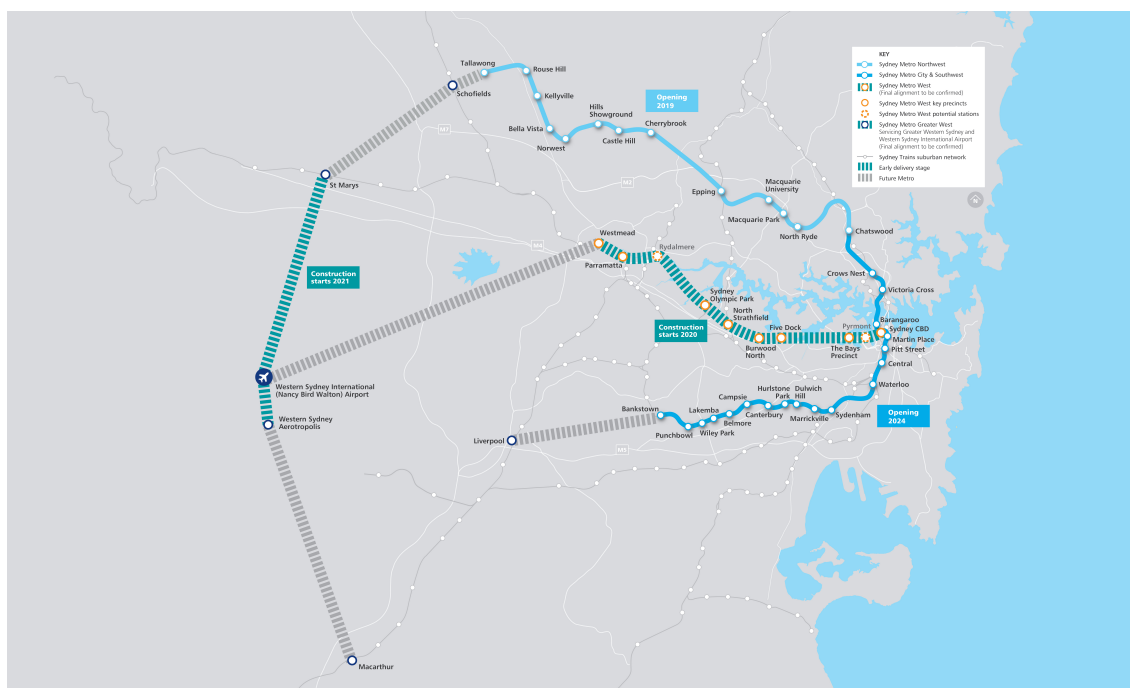 KEY
Sydney Metro Northwest
Sydney Metro City & Southwest
Sydney Metro West
(Final alignment to be confirmed)
Sydney Metro West key precincts
Sydney Metro West potential stations
Sydney Metro Greater West
Servicing Greater Western Sydney and
Western Sydney International Airport
(Final alignment to be confirmed)
Sydney Trains suburban network
Early delivery stage
Future Metro
N
Tallawong
Rouse Hill
Schofields
Kellyville
Opening
2019
Hills
Showground
Bella Vista
Castle Hill
Cherrybrook
M7
Norwest
St Marys
M2
Epping
Macquarie
University
Macquarie Park
North Ryde
Chatswood
Westmead
M4
Rydalmere
Parramatta
Construction
starts 2021
Crows Nest
Victoria Cross
Sydney
Olympic Park
North
Strathfield
Construction
starts 2020
Five Dock
Burwood
North
Pyrmont
The Bays
Precinct
Barangaroo
Sydney CBD
Martin Place
Pitt Street
Central
Waterloo
Western Sydney International
(Nancy Bird Walton) Airport
Western Sydney
Aerotropolis
Liverpool
Bankstown
Punchbowl
Lakemba
Wiley Park
Campsie
Belmore
Hurlstone
Park
Canterbury
Dulwich
Hill
Marrickville
Sydenham
Opening
2024
M5
Macarthur